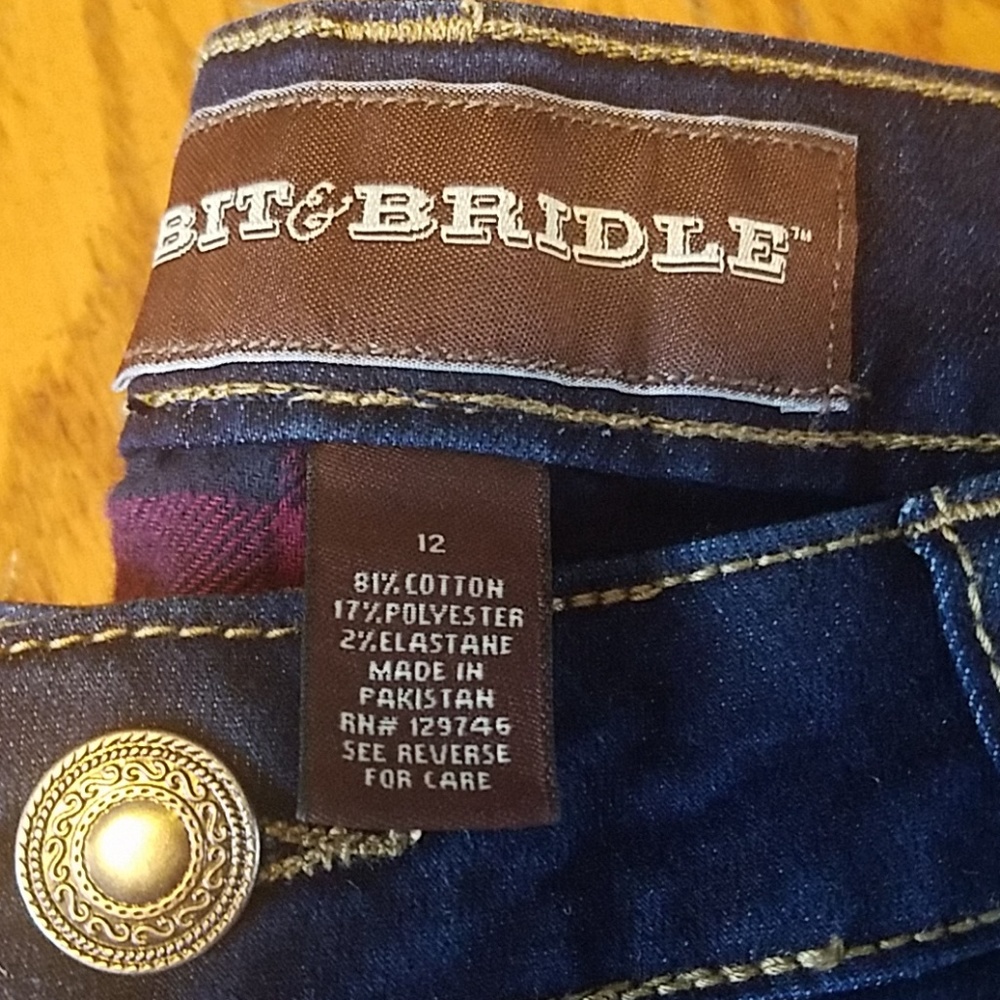 BIT & BRIDLE™
12
81% COTTON
17% POLYESTER
2% ELASTANE
MADE IN
PAKISTAN
RN# 129746
SEE REVERSE
FOR CARE